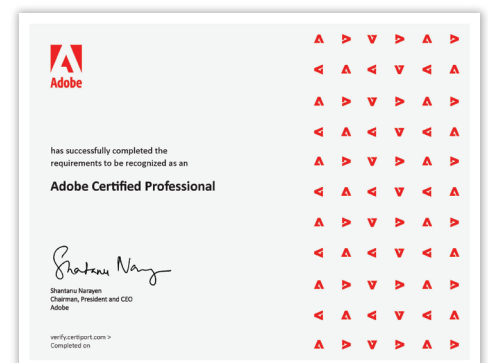 Adobe
has successfully completed the
requirements to be recognized as an
Adobe Certified Professional
Shantanu Narayen
Chairman, President and CEO
Adobe
verify.certiport.com >
Completed on